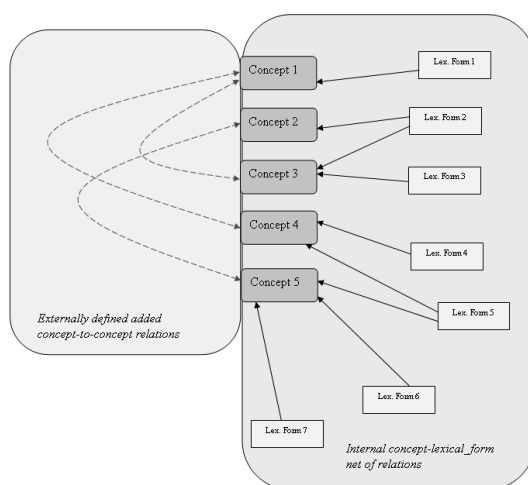 Concept 1
Lex. Form 1
Concept 2
Lex. Form 2
Concept 3
Lex. Form 3
Concept 4
Lex. Form 4
Concept 5
Lex. Form 5
Externally defined added
concept-to-concept relations
Lex. Form 6
Lex. Form 7
Internal concept-lexical_form
net of relations